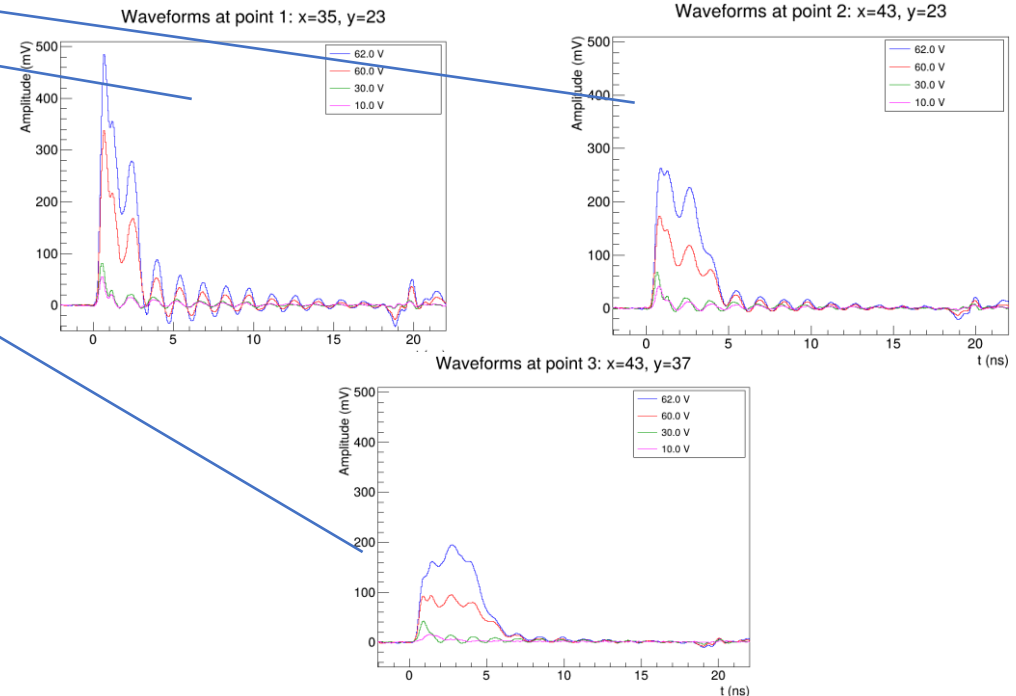 Waveforms at point 1: x=35, y=23
Amplitude (mV)
500
400
300
200
100
0
62.0 V
60.0 V
30.0 V
10.0 V
0
5
10
15
20
Waveforms at point 2: x=43, y=23
Amplitude (mV)
500
400
300
200
100
0
62.0 V
60.0 V
30.0 V
10.0 V
0
5
10
15
20
t (ns)
Waveforms at point 3: x=43, y=37
Amplitude (mV)
500
400
300
200
100
0
62.0 V
60.0 V
30.0 V
10.0 V
0
5
10
15
20
t (ns)